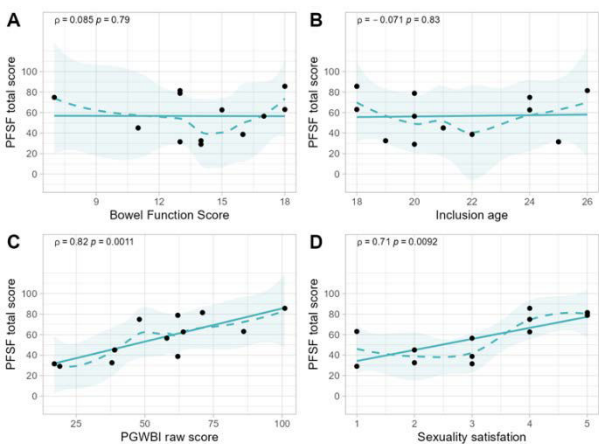 A
ρ = 0.085 p = 0.79
PFSF total score
100
80
60
40
20
0
9
12
15
18
Bowel Function Score
B
ρ = − 0.071 p = 0.83
PFSF total score
100
80
60
40
20
0
18
20
22
24
26
Inclusion age
C
ρ = 0.82 p = 0.0011
PFSF total score
100
80
60
40
20
0
25
50
75
100
PGWBI raw score
D
ρ = 0.71 p = 0.0092
PFSF total score
100
80
60
40
20
0
1
2
3
4
5
Sexuality satisfaction